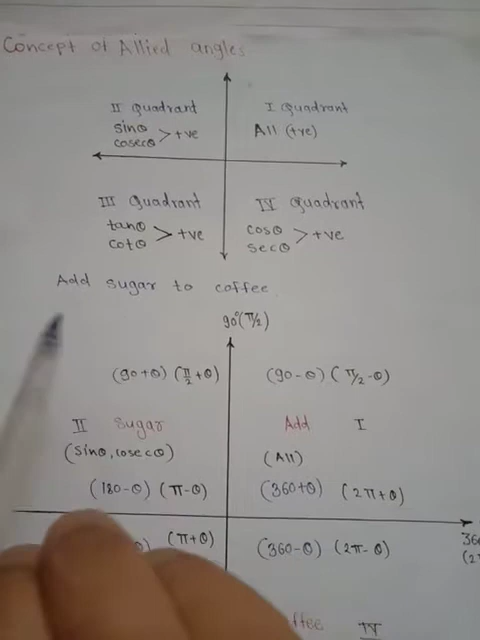 Concept of Allied angles
II Quadrant I Quadrant
sinθ
cosecθ > +ve All (+ve)
III Quadrant IV Quadrant
tanθ
cotθ > +ve cosθ
secθ > +ve
Add sugar to coffee
90°(π/2)
(90+θ) (π/2+θ) (90-θ) (π/2-θ)
II Sugar Add I
(sinθ, cosecθ) (All)
(180-θ) (π-θ) (360+θ) (2π+θ)
(π+θ) (360-θ) (2π-θ)
IV